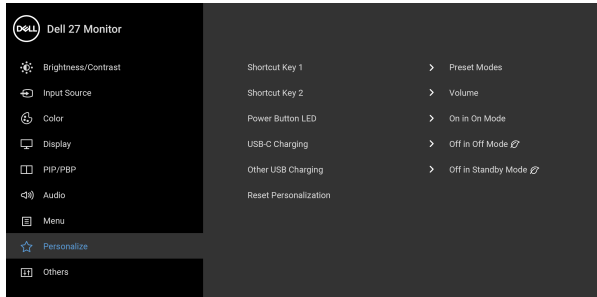 DELL Dell 27 Monitor
Brightness/Contrast
Input Source
Color
Display
PIP/PBP
Audio
Menu
Personalize
Others
Shortcut Key 1 Preset Modes
Shortcut Key 2 Volume
Power Button LED On in On Mode
USB-C Charging Off in Off Mode
Other USB Charging Off in Standby Mode
Reset Personalization